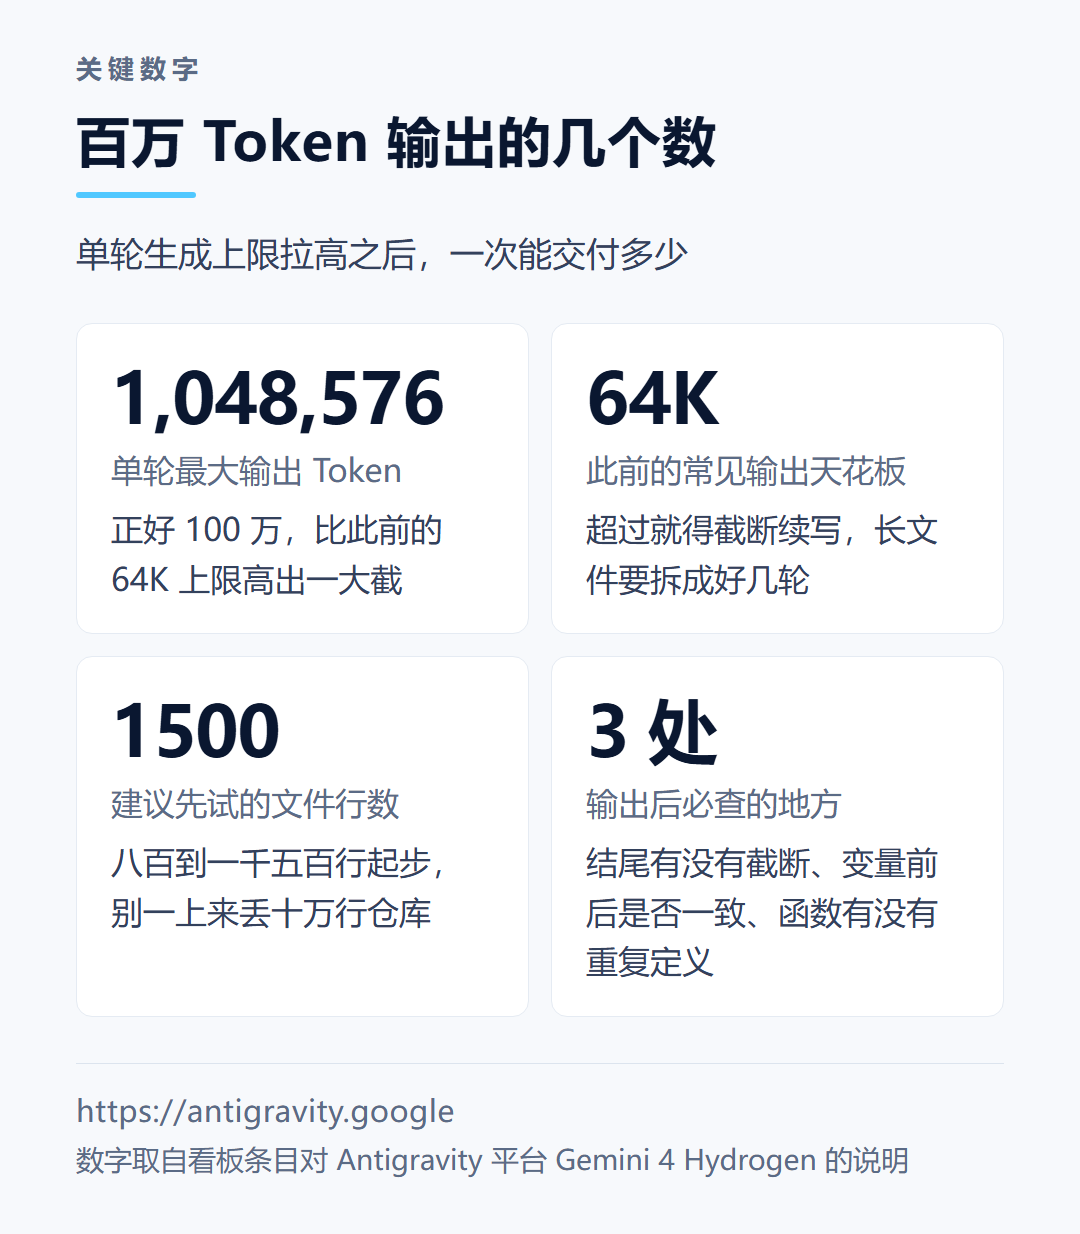 关键数字
百万 Token 输出的几个数
单轮生成上限拉高之后，一次能交付多少
1,048,576
单轮最大输出 Token
正好 100 万，比此前的
64K 上限高出一大截
64K
此前的常见输出天花板
超过就得截断续写，长文
件要拆成好几轮
1500
建议先试的文件行数
八百到一千五百行起步，
别一上来丢十万行仓库
3 处
输出后必查的地方
结尾有没有截断、变量前
后是否一致、函数有没有
重复定义
https://antigravity.google
数字取自看板条目对 Antigravity 平台 Gemini 4 Hydrogen 的说明